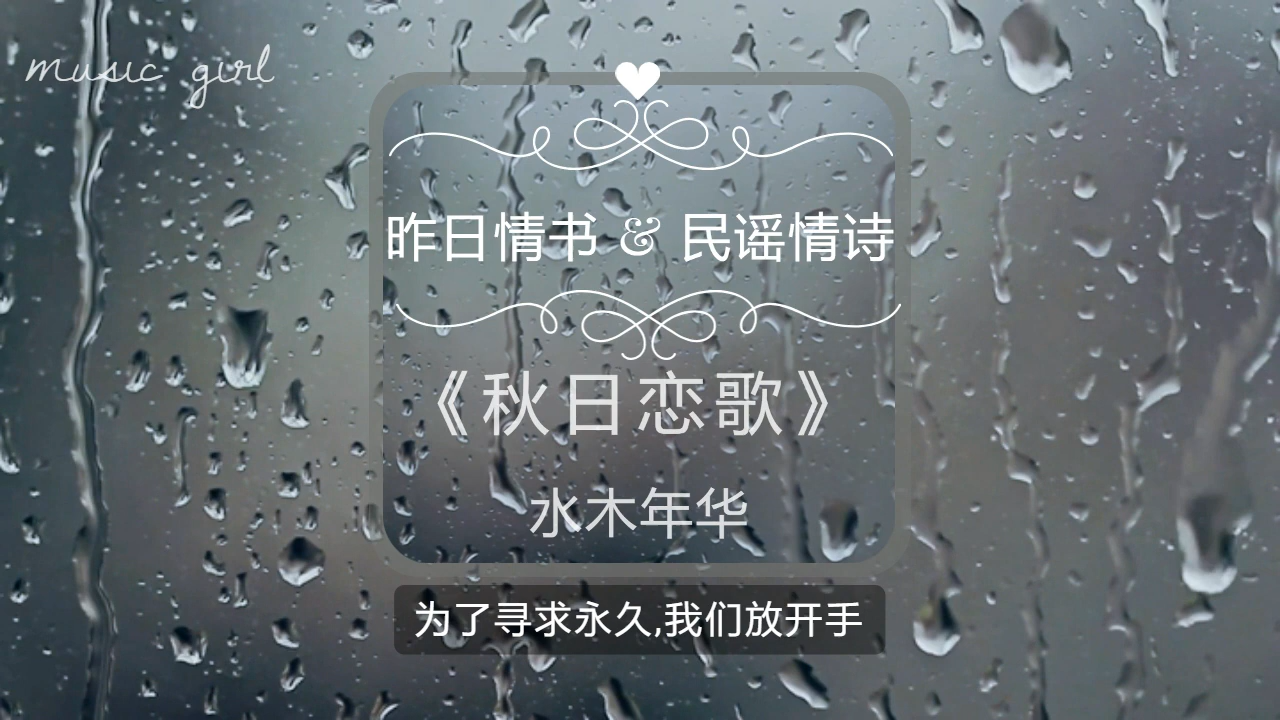 music girl
昨日情书 & 民谣情诗
《秋日恋歌》
水木年华
为了寻求永久,我们放开手